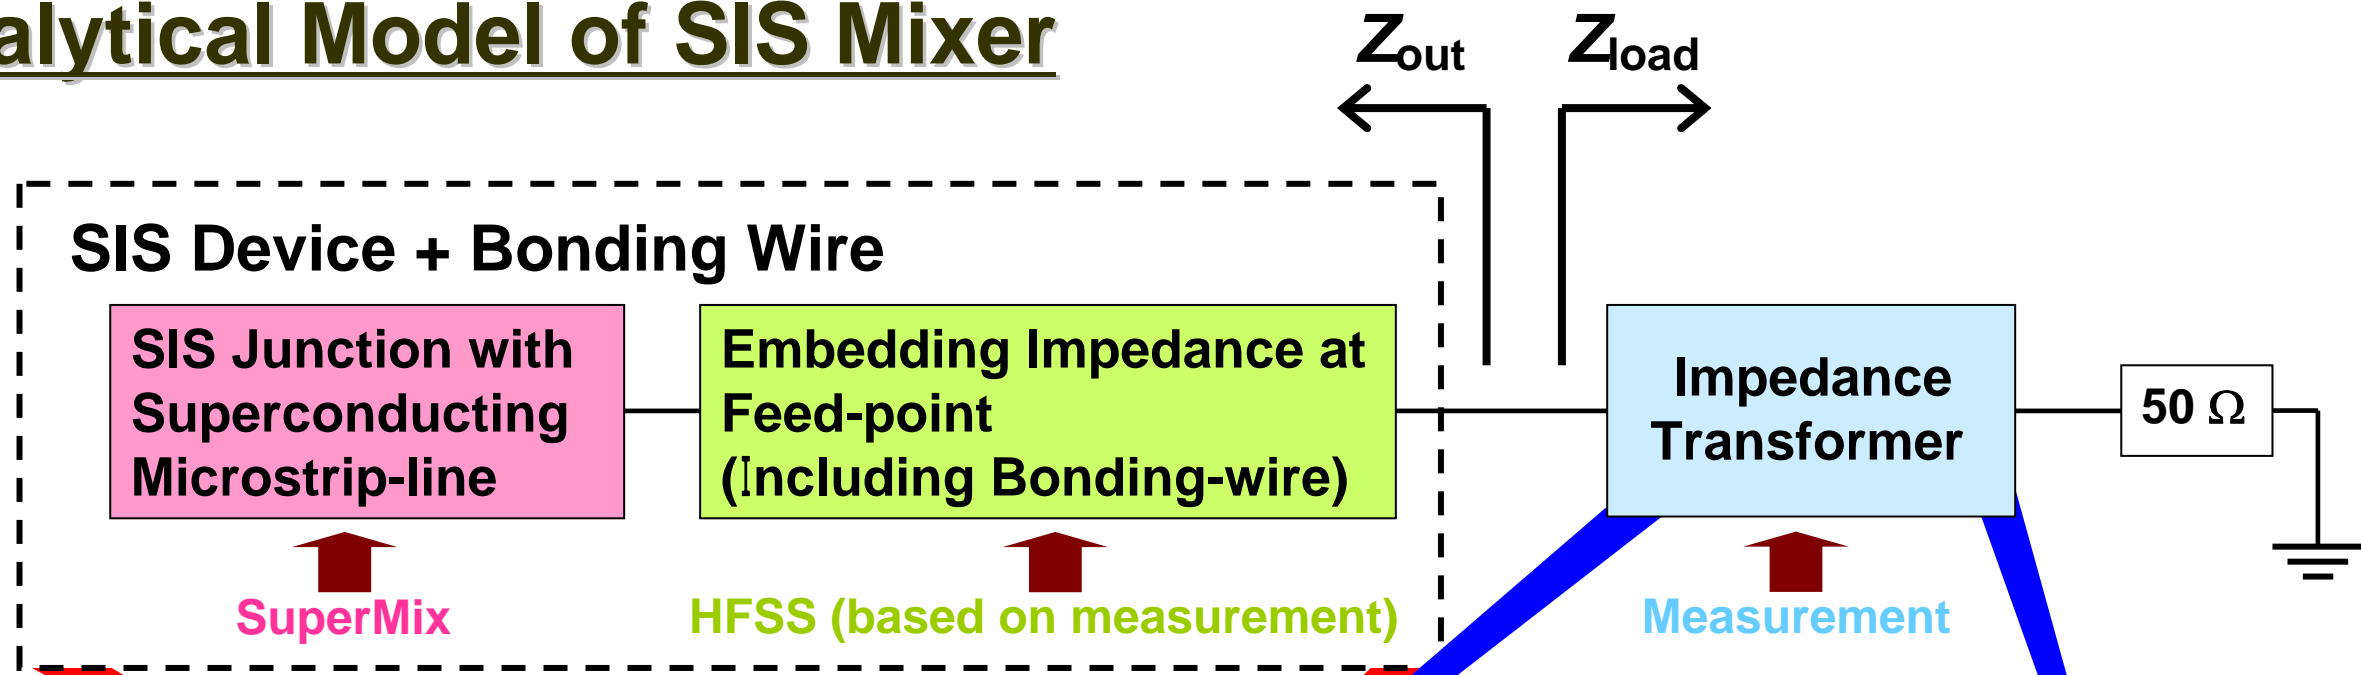 alytical Model of SIS Mixer
Zout
Zload
SIS Device + Bonding Wire
SIS Junction with
Superconducting
Microstrip-line
Embedding Impedance at
Feed-point
(Including Bonding-wire)
Impedance
Transformer
50 Ω
SuperMix
HFSS (based on measurement)
Measurement